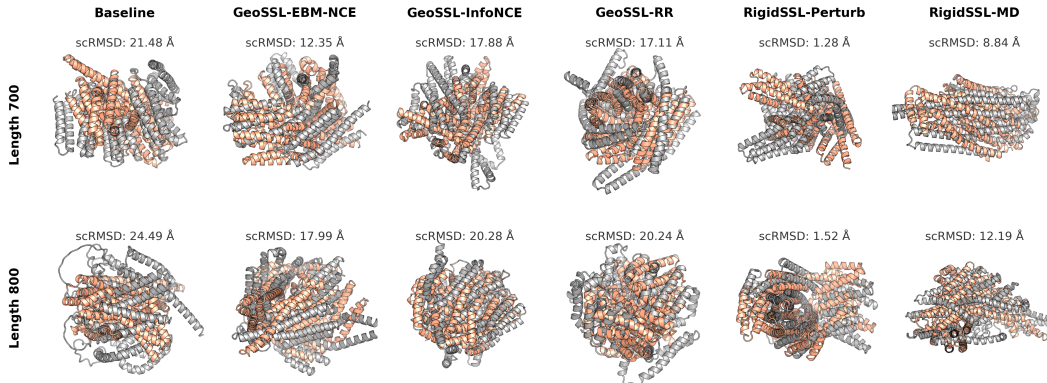 Baseline GeoSSL-EBM-NCE GeoSSL-InfoNCE GeoSSL-RR RigidSSL-Perturb RigidSSL-MD
Length 700
scRMSD: 21.48 Å scRMSD: 12.35 Å scRMSD: 17.88 Å scRMSD: 17.11 Å scRMSD: 1.28 Å scRMSD: 8.84 Å
Length 800
scRMSD: 24.49 Å scRMSD: 17.99 Å scRMSD: 20.28 Å scRMSD: 20.24 Å scRMSD: 1.52 Å scRMSD: 12.19 Å